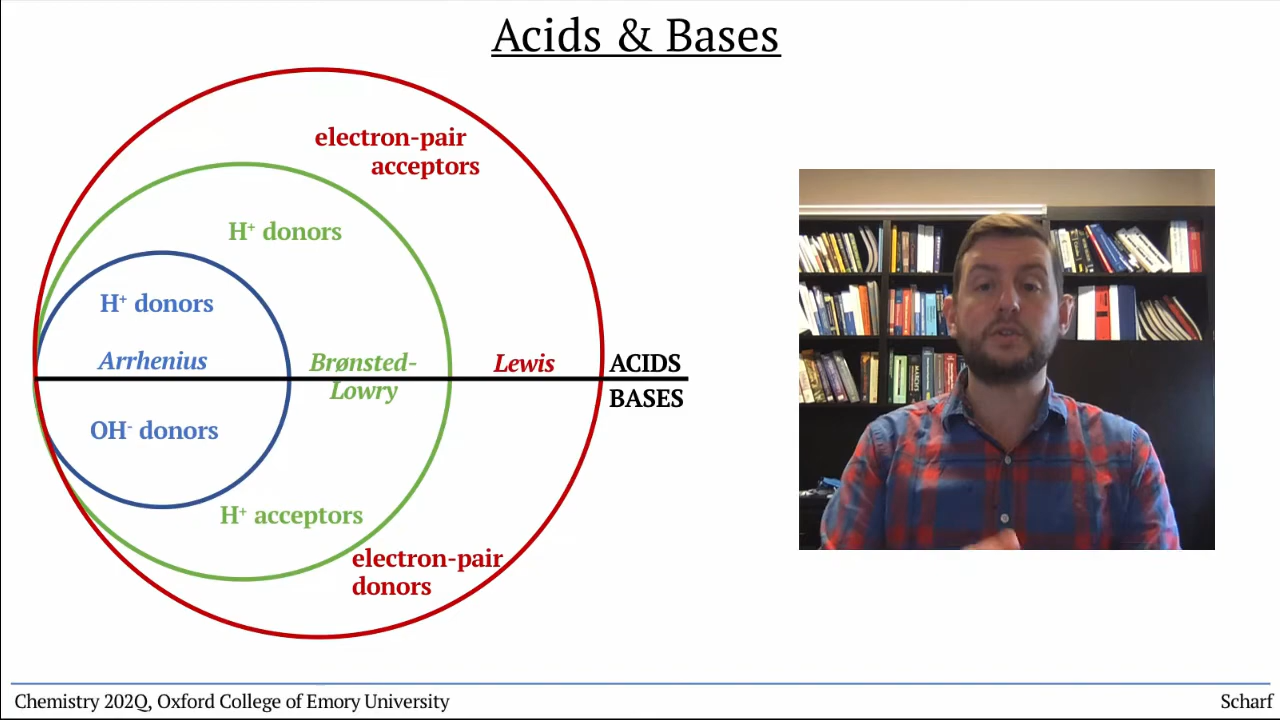 Acids & Bases
electron-pair
acceptors
H⁺ donors
H⁺ donors
Arrhenius
Brønsted-
Lowry
Lewis
ACIDS
BASES
OH⁻ donors
H⁺ acceptors
electron-pair
donors
Chemistry 202Q, Oxford College of Emory University
Scharf